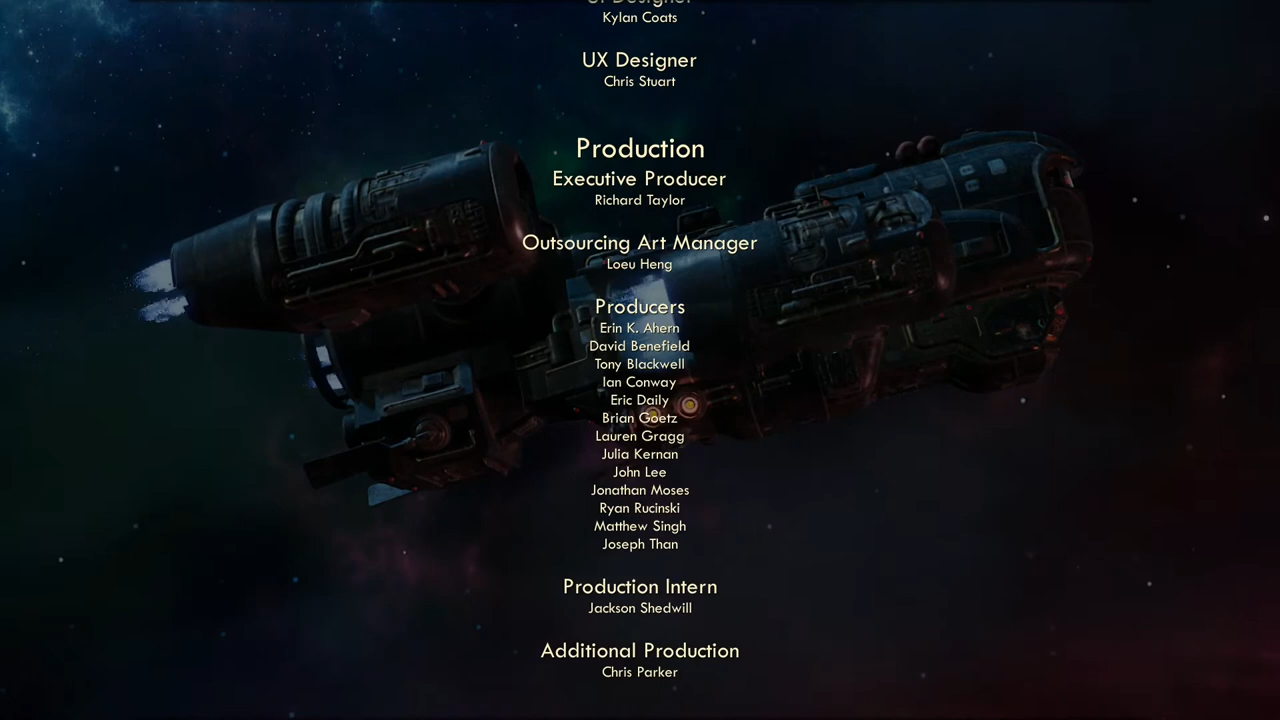 UI Designer
Kylan Coats
UX Designer
Chris Stuart
Production
Executive Producer
Richard Taylor
Outsourcing Art Manager
Loeu Heng
Producers
Erin K. Ahern
David Benefield
Tony Blackwell
Ian Conway
Eric Daily
Brian Goetz
Lauren Gragg
Julia Kernan
John Lee
Jonathan Moses
Ryan Rucinski
Matthew Singh
Joseph Than
Production Intern
Jackson Shedwill
Additional Production
Chris Parker